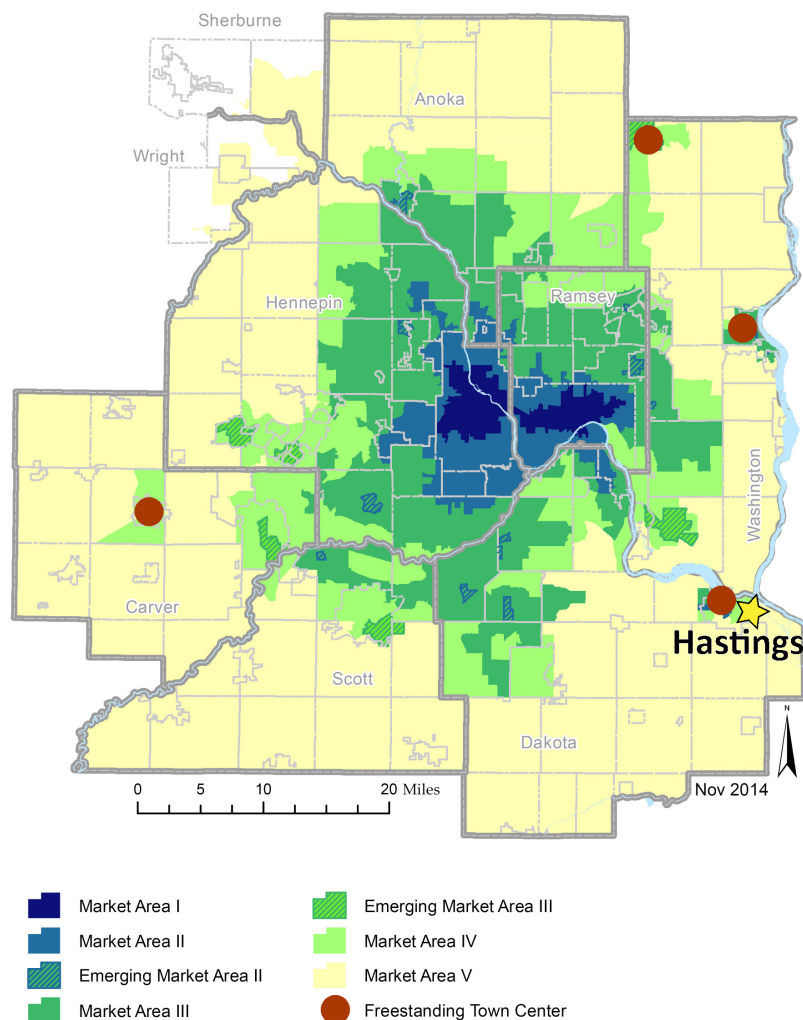 Sherburne
Anoka
Wright
Hennepin
Ramsey
Washington
Carver
Hastings
Scott
Dakota
N
0 5 10 20 Miles
Nov 2014
Market Area I
Market Area II
Emerging Market Area II
Market Area III
Emerging Market Area III
Market Area IV
Market Area V
Freestanding Town Center